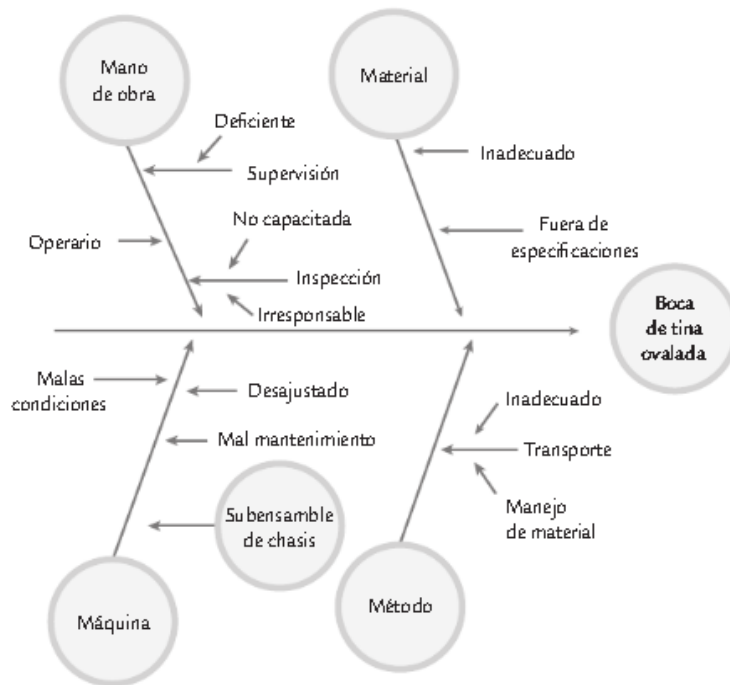 Mano
de obra
Material
Deficiente
Supervisión
Inadecuado
No capacitada
Operario
Fuera de
especificaciones
Inspección
Irresponsable
Boca
de tina
ovalada
Malas
condiciones
Desajustado
Inadecuado
Mal mantenimiento
Transporte
Subensamble
de chasis
Manejo
de material
Máquina
Método